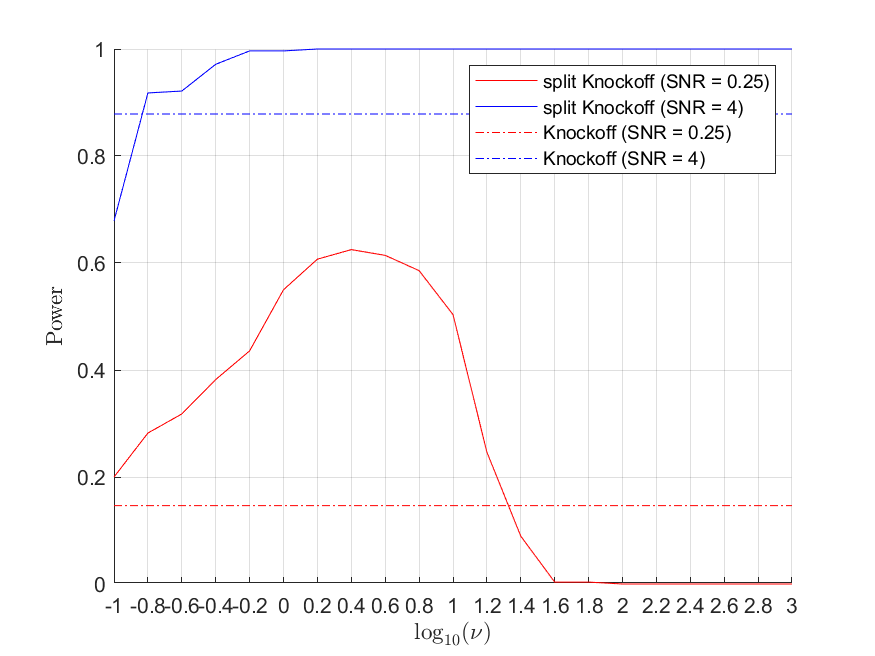 1
0.8
0.6
0.4
0.2
0
Power
split Knockoff (SNR = 0.25)
split Knockoff (SNR = 4)
Knockoff (SNR = 0.25)
Knockoff (SNR = 4)
-1 -0.8 -0.6 -0.4 -0.2 0 0.2 0.4 0.6 0.8 1 1.2 1.4 1.6 1.8 2 2.2 2.4 2.6 2.8 3
log₁₀(ν)